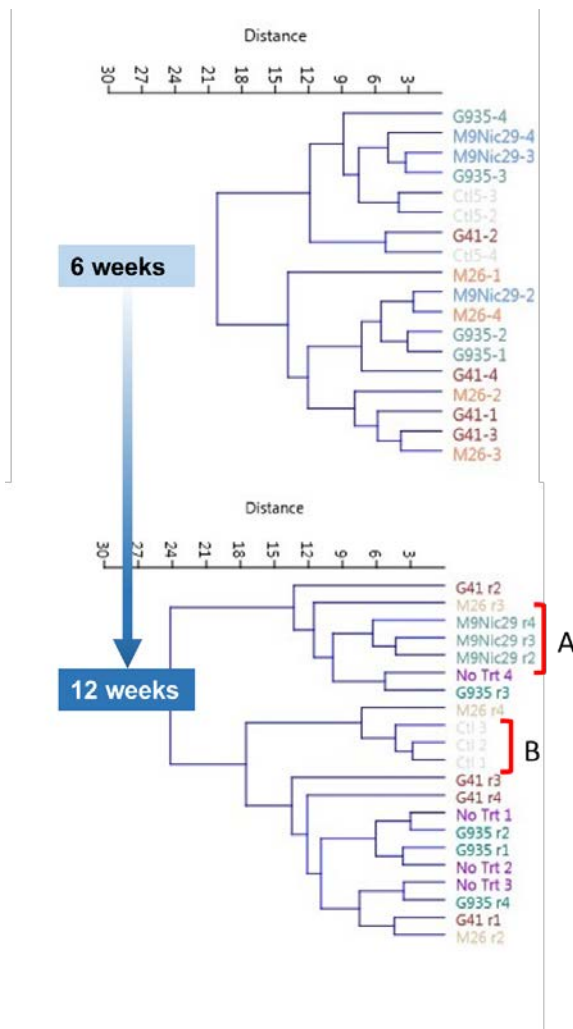 Distance
30 27 24 21 18 15 12 9 6 3
G935-4
M9Nic29-4
M9Nic29-3
G935-3
Ctl5-3
Ctl5-2
G41-2
Ctl5-4
6 weeks
M26-1
M9Nic29-2
M26-4
G935-2
G935-1
G41-4
M26-2
G41-1
G41-3
M26-3
Distance
30 27 24 21 18 15 12 9 6 3
G41 r2
M26 r3
M9Nic29 r4
M9Nic29 r3
A
M9Nic29 r2
No Trt 4
12 weeks
G935 r3
M26 r4
Ctl 3
Ctl 2
B
Ctl 1
G41 r3
G41 r4
No Trt 1
G935 r2
G935 r1
No Trt 2
No Trt 3
G935 r4
G41 r1
M26 r2